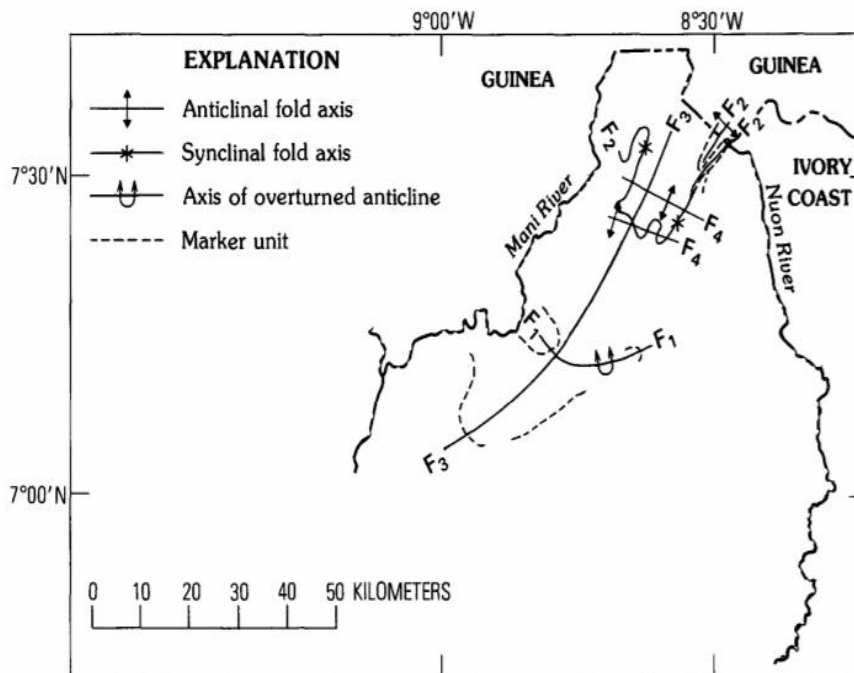 9°00'W
8°30'W
EXPLANATION
Anticlinal fold axis
Synclinal fold axis
Axis of overturned anticline
Marker unit
GUINEA
GUINEA
F2
F3
F2
F2
7°30'N
IVORY
COAST
Mani River
Nuon River
F4
F4
F1
F1
F3
7°00'N
0 10 20 30 40 50 KILOMETERS